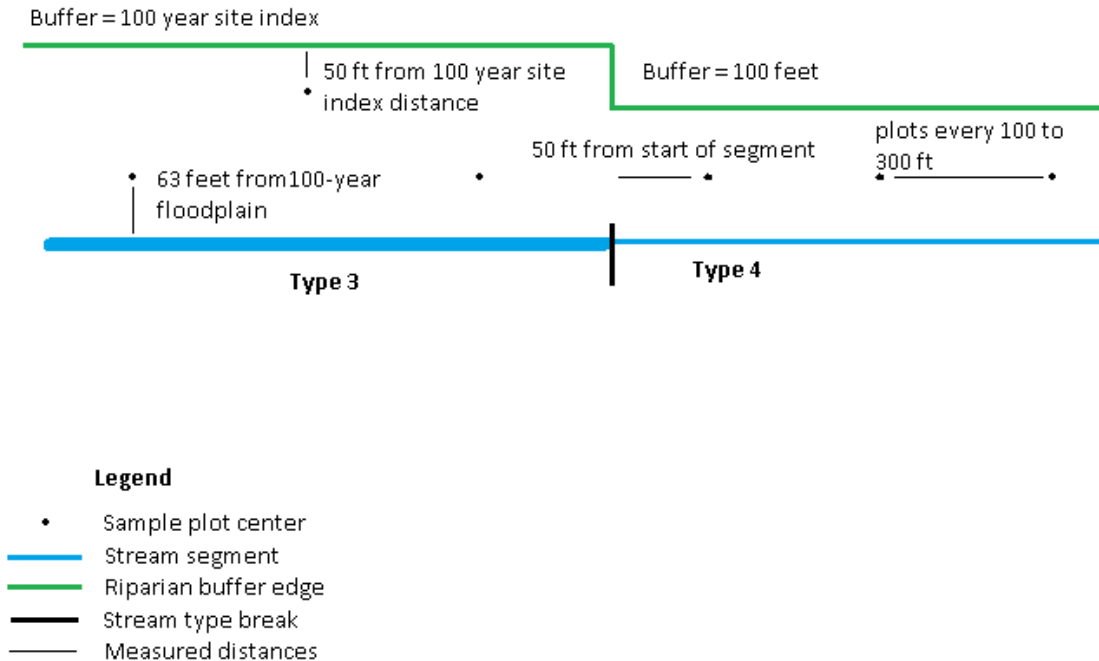 Buffer = 100 year site index
50 ft from 100 year site
index distance
Buffer = 100 feet
63 feet from100-year
floodplain
50 ft from start of segment
plots every 100 to
300 ft
Type 3
Type 4
Legend
Sample plot center
Stream segment
Riparian buffer edge
Stream type break
Measured distances